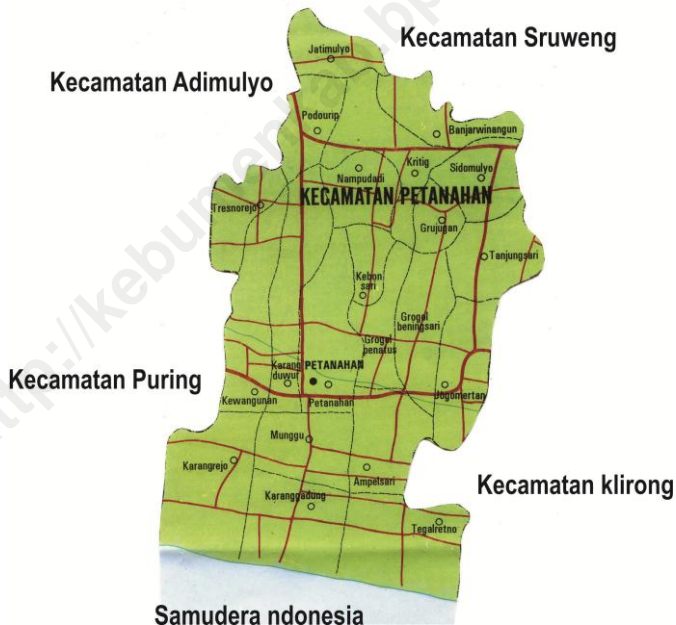 Kecamatan Sruweng
Jatimulyo
Kecamatan Adimulyo
Podourip
Banjarwinangun
Kritig
Sidomulyo
Nampudadi
KECAMATAN PETANAHAN
Tresnorejo
Grujugan
Tanjungsari
Kebon
sari
Grogol
beningsari
Grogol
penatus
PETANAHAN
Karang
duwur
Kecamatan Puring
Kewangunan
Petanahan
Jogomertan
Munggu
Karangrejo
Ampelsari
Kecamatan klirong
Karanggadung
Tegalretno
Samudera ndonesia